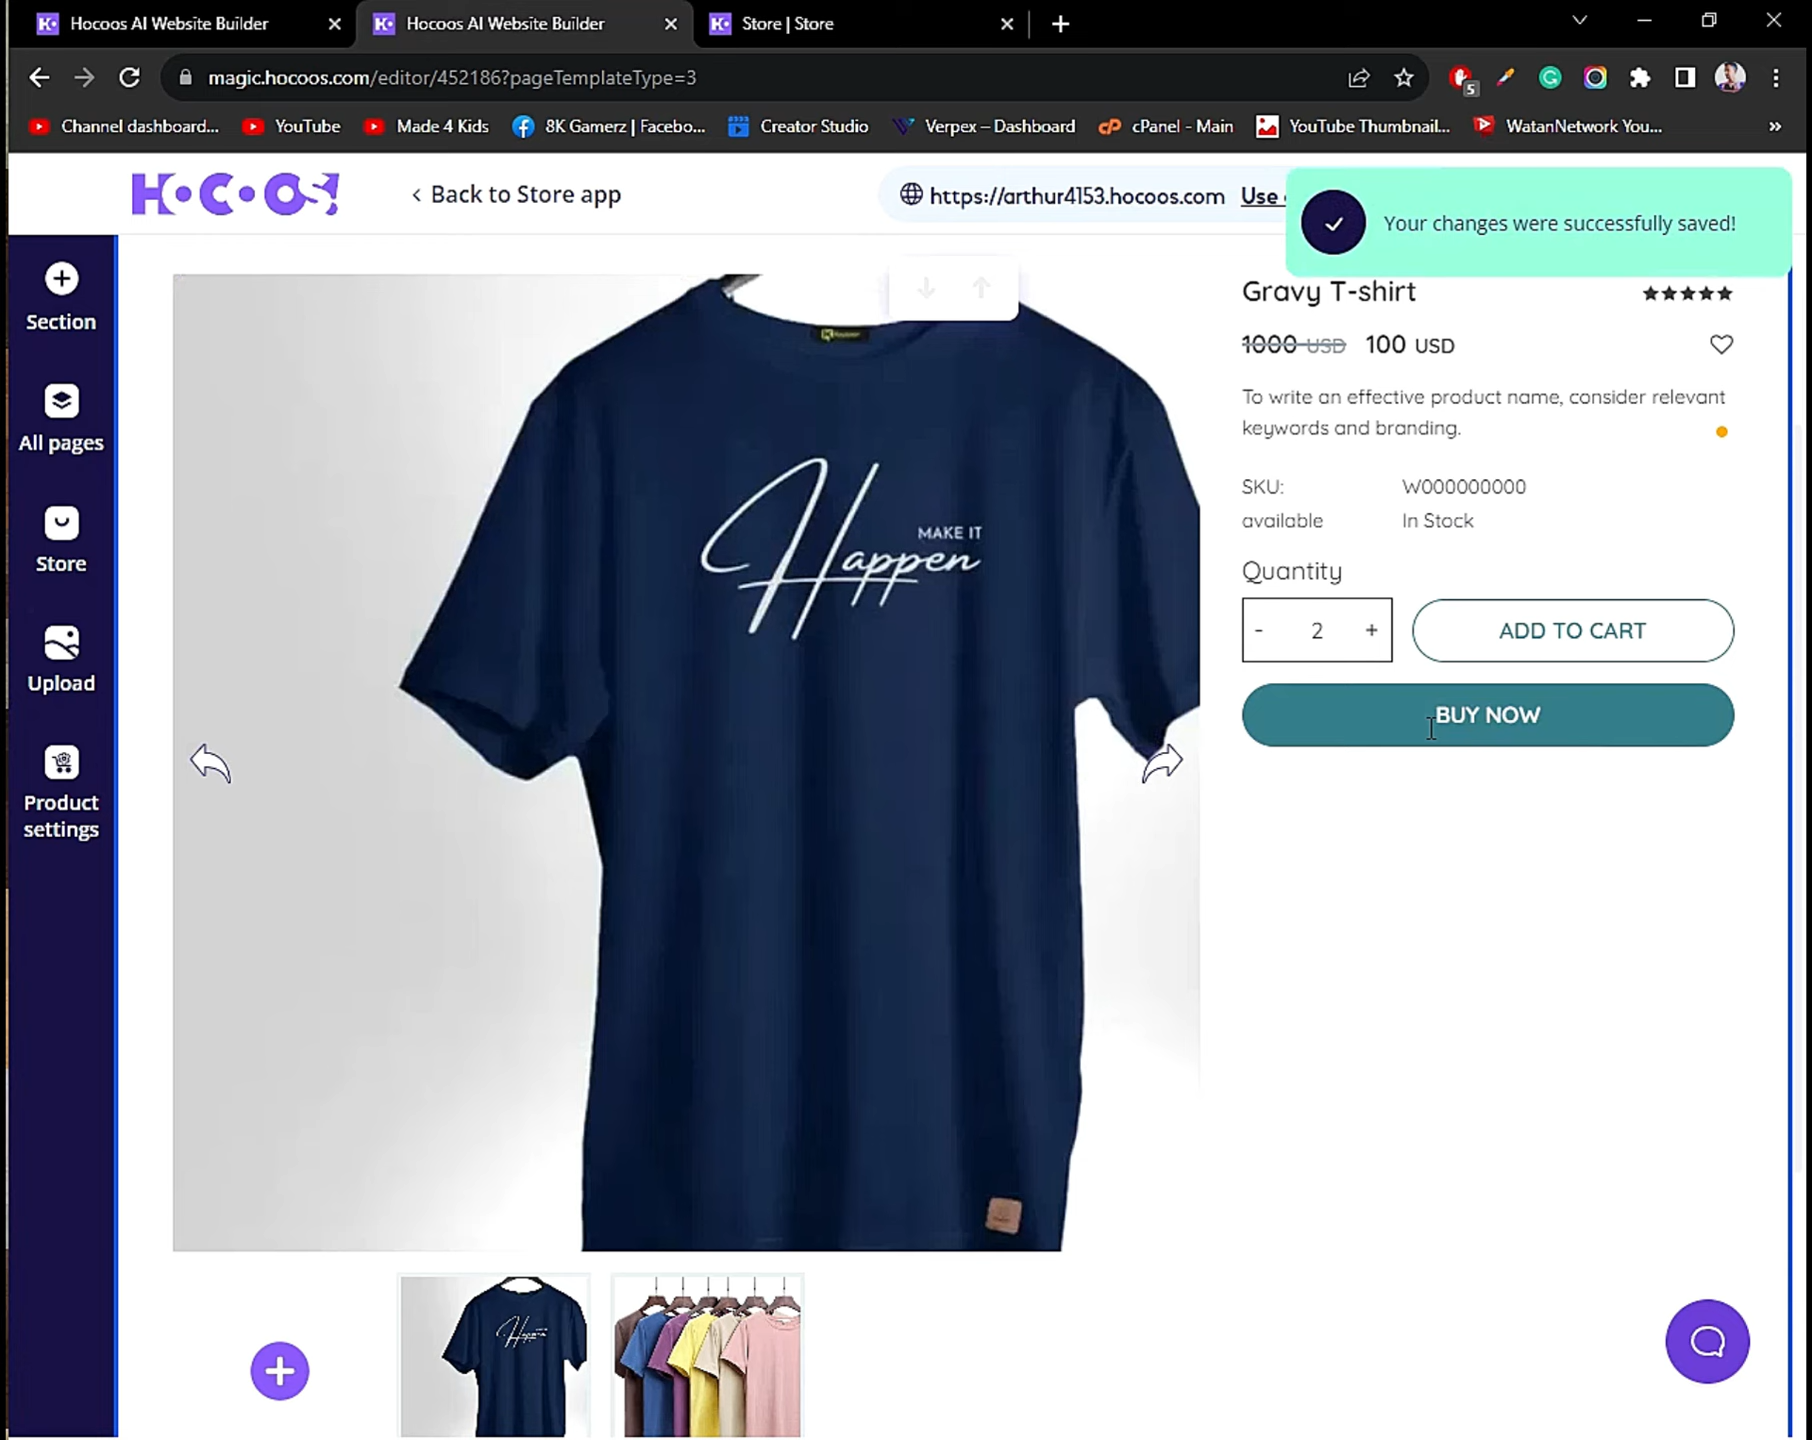 Hocoos AI Website Builder
Hocoos AI Website Builder
Store | Store
magic.hocoos.com/editor/452186?pageTemplateType=3
5
Channel dashboard...
YouTube
Made 4 Kids
8K Gamerz | Facebo...
Creator Studio
Verpex – Dashboard
cPanel - Main
YouTube Thumbnail...
WatanNetwork You...
HOCOOS
< Back to Store app
https://arthur4153.hocoos.com
Use
Your changes were successfully saved!
Section
All pages
Store
Upload
Product
settings
MAKE IT
Happen
Gravy T-shirt
1000 USD 100 USD
To write an effective product name, consider relevant
keywords and branding.
SKU: W000000000
available In Stock
Quantity
- 2 +
ADD TO CART
BUY NOW